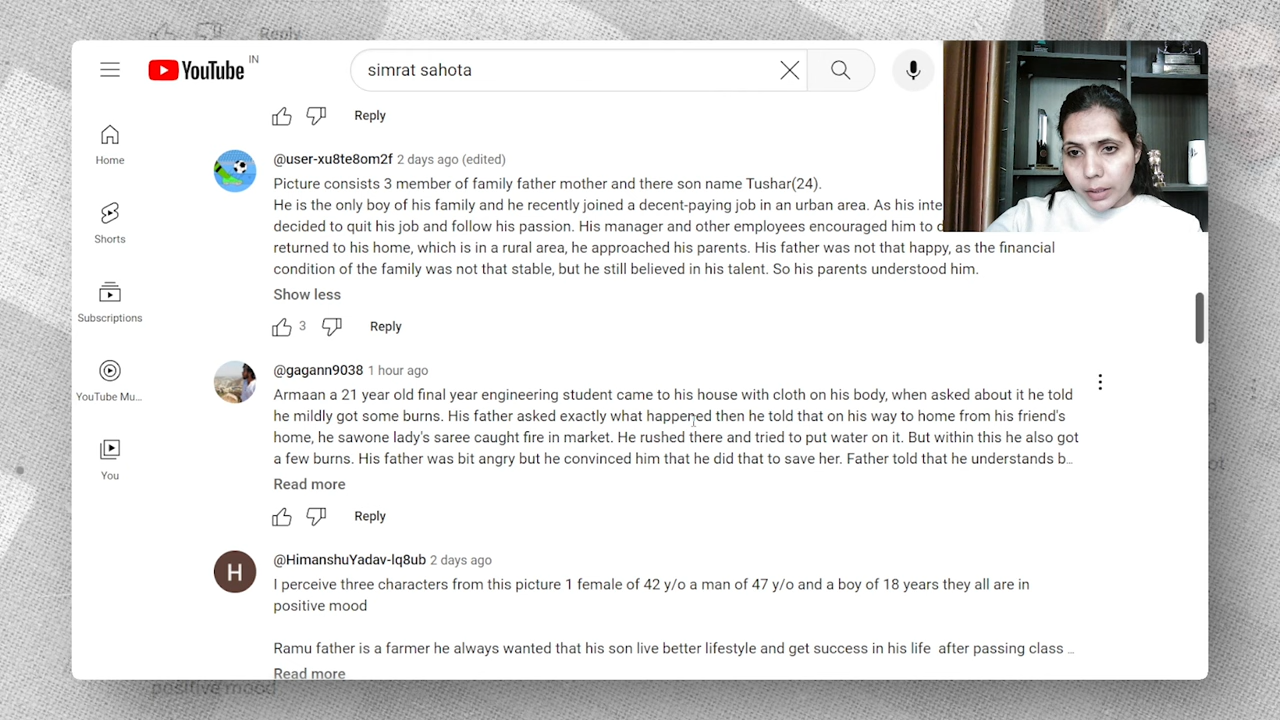 Reply
YouTube IN
simrat sahota
Reply
@user-xu8te8om2f 2 days ago (edited)
Picture consists 3 member of family father mother and there son name Tushar(24).
He is the only boy of his family and he recently joined a decent-paying job in an urban area. As his inte
decided to quit his job and follow his passion. His manager and other employees encouraged him to
returned to his home, which is in a rural area, he approached his parents. His father was not that happy, as the financial
condition of the family was not that stable, but he still believed in his talent. So his parents understood him.
Show less
3 Reply
Home
Shorts
Subscriptions
YouTube Mu...
You
@gagann9038 1 hour ago
Armaan a 21 year old final year engineering student came to his house with cloth on his body, when asked about it he told
he mildly got some burns. His father asked exactly what happened then he told that on his way to home from his friend's
home, he sawone lady's saree caught fire in market. He rushed there and tried to put water on it. But within this he also got
a few burns. His father was bit angry but he convinced him that he did that to save her. Father told that he understands b...
Read more
Reply
H
@HimanshuYadav-lq8ub 2 days ago
I perceive three characters from this picture 1 female of 42 y/o a man of 47 y/o and a boy of 18 years they all are in
positive mood
Ramu father is a farmer he always wanted that his son live better lifestyle and get success in his life after passing class ...
Read more
positive mood